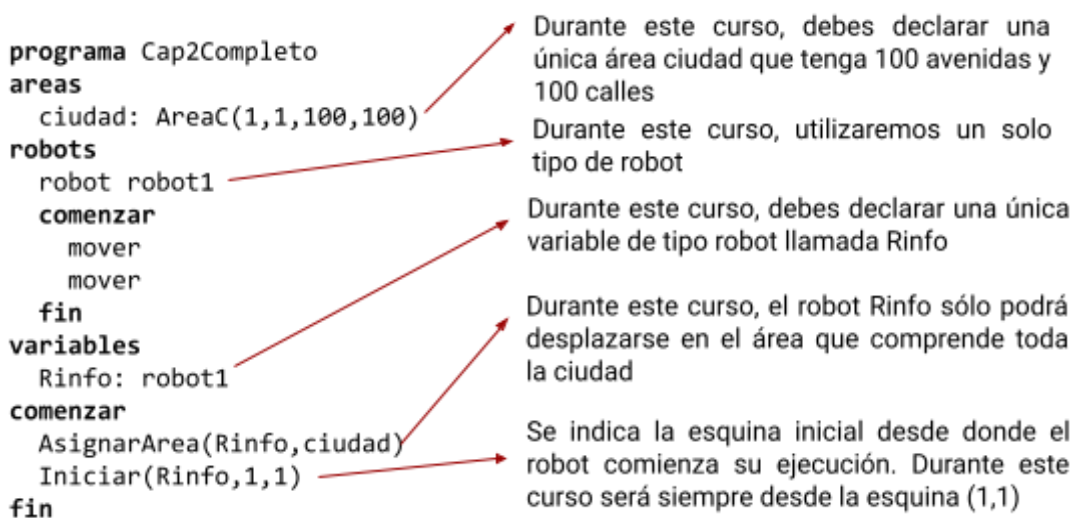 programa Cap2Completo
areas
ciudad: AreaC(1,1,100,100)
robots
robot robot1
comenzar
mover
mover
fin
variables
Rinfo: robot1
comenzar
AsignarArea(Rinfo,ciudad)
Iniciar(Rinfo,1,1)
fin
Durante este curso, debes declarar una
única área ciudad que tenga 100 avenidas y
100 calles
Durante este curso, utilizaremos un solo
tipo de robot
Durante este curso, debes declarar una única
variable de tipo robot llamada Rinfo
Durante este curso, el robot Rinfo sólo podrá
desplazarse en el área que comprende toda
la ciudad
Se indica la esquina inicial desde donde el
robot comienza su ejecución. Durante este
curso será siempre desde la esquina (1,1)